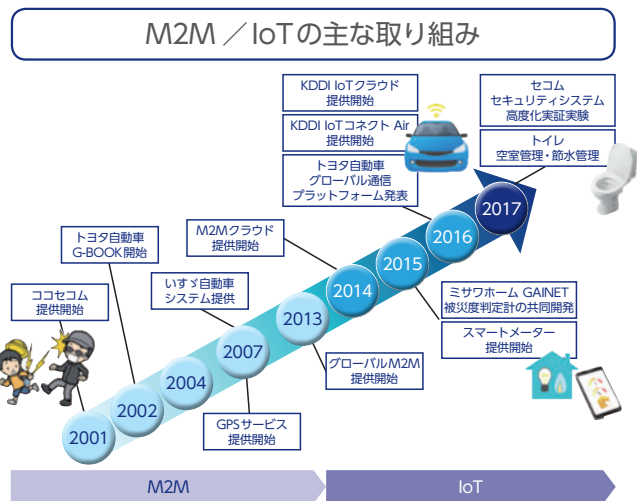 M2M／IoTの主な取り組み
KDDI IoTクラウド
提供開始
KDDI IoTコネクト Air
提供開始
トヨタ自動車
グローバル通信
プラットフォーム発表
セコム
セキュリティシステム
高度化実証実験
トイレ
空室管理・節水管理
M2Mクラウド
提供開始
トヨタ自動車
G-BOOK開始
いすゞ自動車
システム提供
ココセコム
提供開始
2017
2016
2015
2014
2013
2007
2004
2002
2001
ミサワホーム GAINET
被災度判定計の共同開発
スマートメーター
提供開始
グローバルM2M
提供開始
GPSサービス
提供開始
M2M
IoT